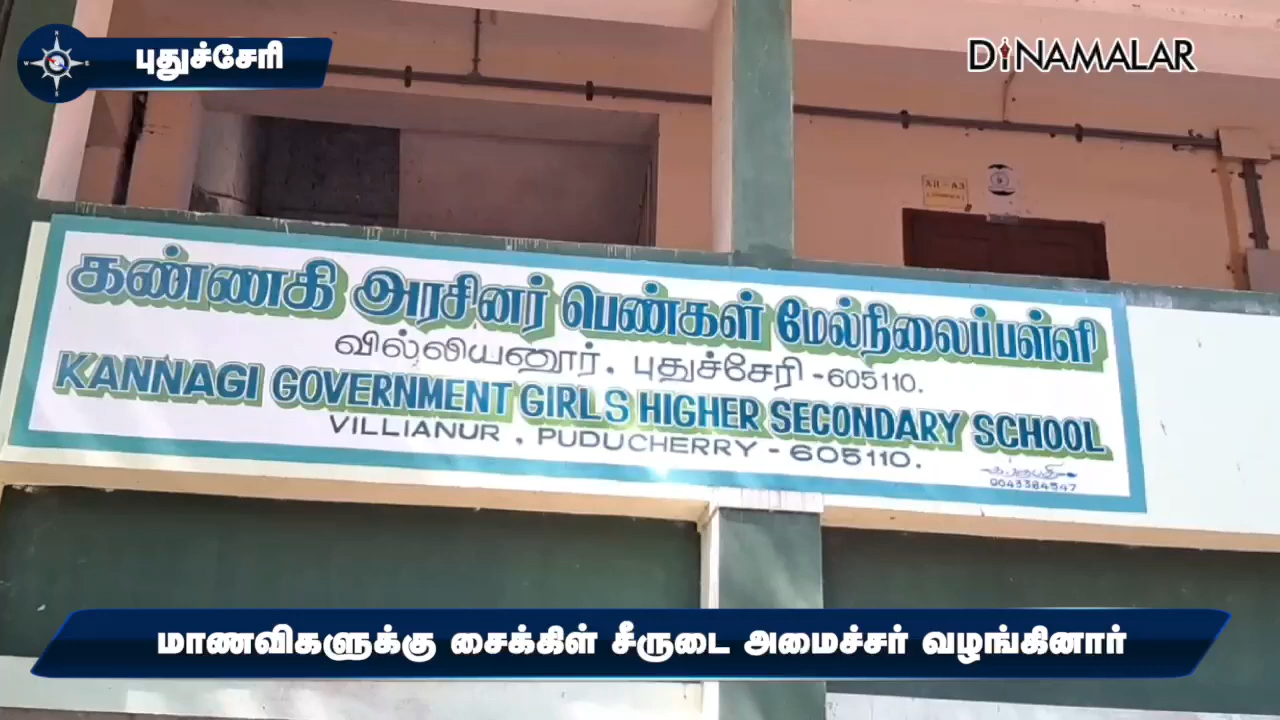 புதுச்சேரி
DINAMALAR
XII - A3
கண்ணகி அரசினர் பெண்கள் மேல்நிலைப்பள்ளி
வில்லியனூர், புதுச்சேரி -605110.
KANNAGI GOVERNMENT GIRLS HIGHER SECONDARY SCHOOL
VILLIANUR, PUDUCHERRY - 605110.
9043384547
மாணவிகளுக்கு சைக்கிள் சீருடை அமைச்சர் வழங்கினார்